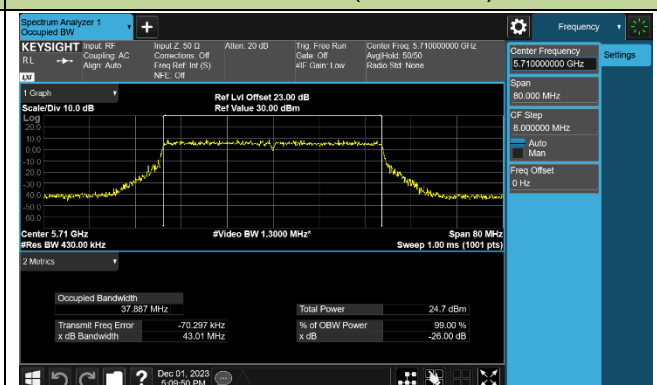 Spectrum Analyzer 1
Occupied BW
+
Frequency
KEYSIGHT Input: RF Input Z: 50 Ω Atten: 20 dB Trig: Free Run Center Freq: 5.710000000 GHz
RL Coupling: AC Corrections: Off Gate: Off Avg|Hold: 50/50
Align: Auto Freq Ref: Int (S) #IF Gain: Low Radio Std: None
NFE: Off
Center Frequency
5.710000000 GHz
Settings
Span
80.000 MHz
CF Step
8.000000 MHz
Auto
Man
Freq Offset
0 Hz
1 Graph
Ref Lvl Offset 23.00 dB
Scale/Div 10.0 dB Ref Value 30.00 dBm
Log
20.0
10.0
0.00
-10.0
-20.0
-30.0
-40.0
-50.0
-60.0
Center 5.71 GHz #Video BW 1.3000 MHz* Span 80 MHz
#Res BW 430.00 kHz Sweep 1.00 ms (1001 pts)
2 Metrics
Occupied Bandwidth
37.887 MHz
Total Power 24.7 dBm
Transmit Freq Error -70.297 kHz % of OBW Power 99.00 %
x dB Bandwidth 43.01 MHz x dB -26.00 dB
? Dec 01, 2023
5:09:50 PM